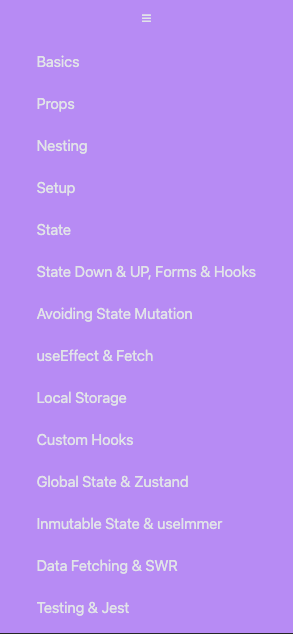 Basics
Props
Nesting
Setup
State
State Down & UP, Forms & Hooks
Avoiding State Mutation
useEffect & Fetch
Local Storage
Custom Hooks
Global State & Zustand
Inmutable State & useImmer
Data Fetching & SWR
Testing & Jest